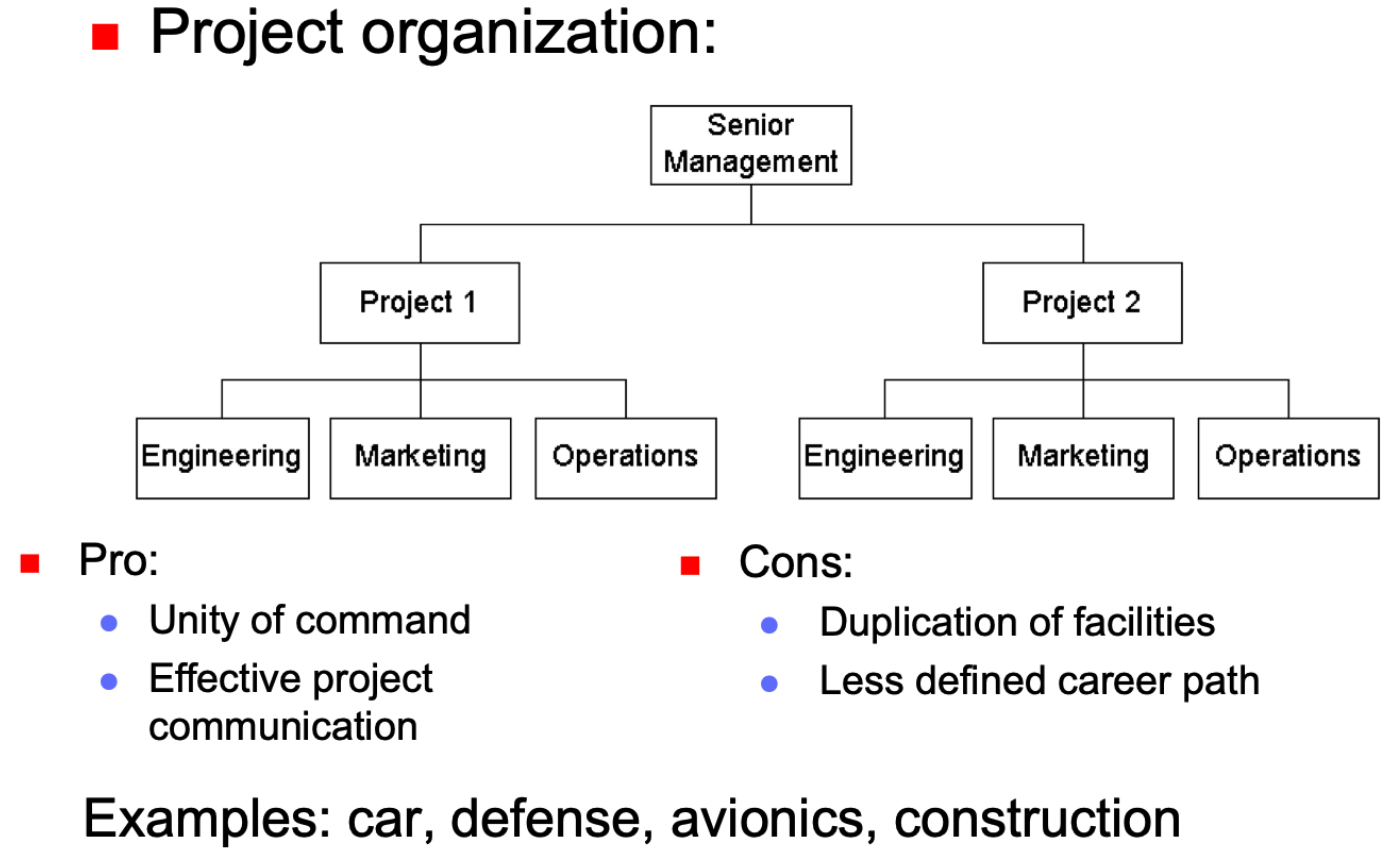 Project organization:
Senior
Management
Project 1
Project 2
Engineering
Marketing
Operations
Engineering
Marketing
Operations
Pro:
Unity of command
Effective project
communication
Cons:
Duplication of facilities
Less defined career path
Examples: car, defense, avionics, construction